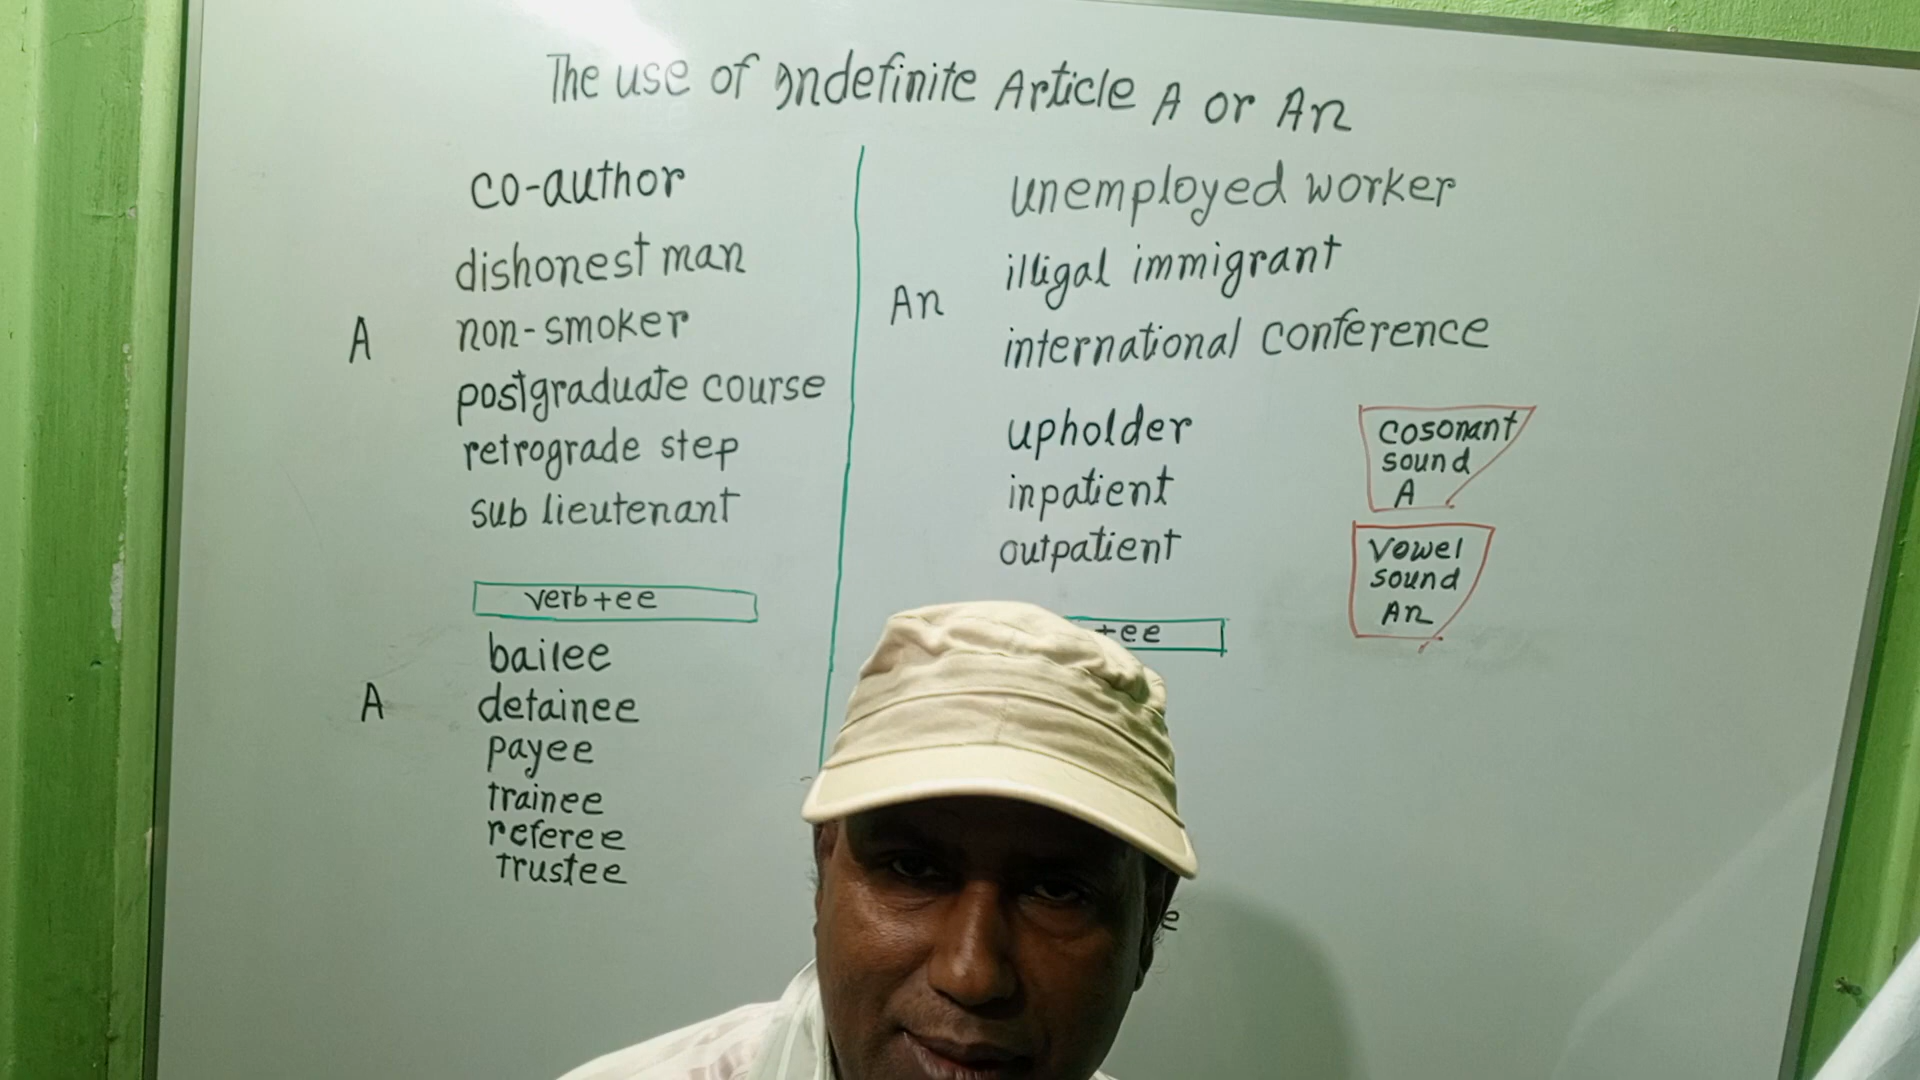 The use of Indefinite Article A or An
co-author
dishonest man
A
non-smoker
postgraduate course
retrograde step
sub lieutenant
verb+ee
bailee
A
detainee
payee
trainee
referee
trustee
unemployed worker
illigal immigrant
An
international conference
upholder
inpatient
outpatient
+ee
e
cosonant
sound
A
vowel
sound
An